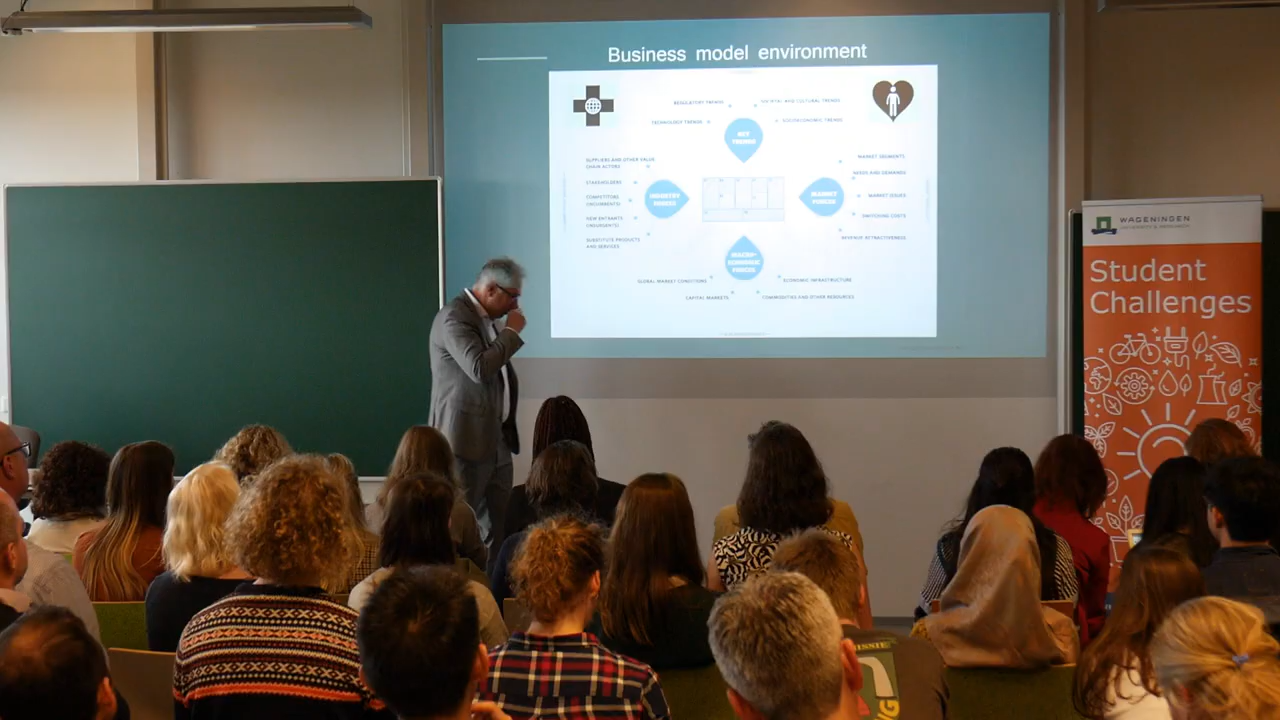 Business model environment
REGULATORY TRENDS
SOCIETAL AND CULTURAL TRENDS
TECHNOLOGY TRENDS
SOCIOECONOMIC TRENDS
KEY
TRENDS
SUPPLIERS AND OTHER VALUE
CHAIN ACTORS
STAKEHOLDERS
COMPETITORS
(INCUMBENTS)
NEW ENTRANTS
(INSURGENTS)
SUBSTITUTE PRODUCTS
AND SERVICES
INDUSTRY
FORCES
MARKET
FORCES
MARKET SEGMENTS
NEEDS AND DEMANDS
MARKET ISSUES
SWITCHING COSTS
REVENUE ATTRACTIVENESS
MACRO-
ECONOMIC
FORCES
GLOBAL MARKET CONDITIONS
ECONOMIC INFRASTRUCTURE
CAPITAL MARKETS
COMMODITIES AND OTHER RESOURCES
WAGENINGEN
UNIVERSITY & RESEARCH
Student
Challenges